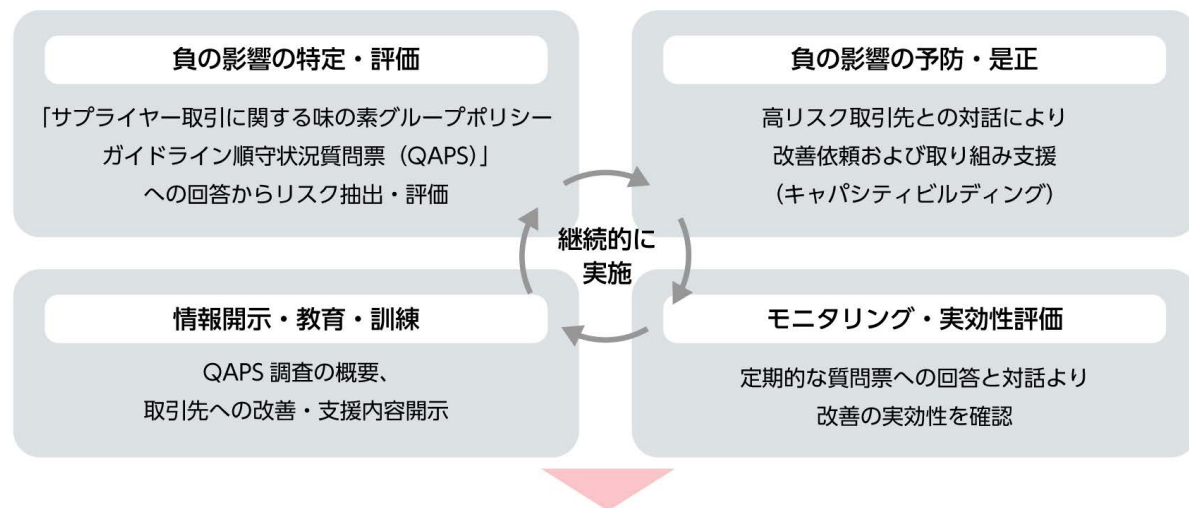 負の影響の特定・評価
「サプライヤー取引に関する味の素グループポリシー
ガイドライン順守状況質問票（QAPS）」
への回答からリスク抽出・評価
負の影響の予防・是正
高リスク取引先との対話により
改善依頼および取り組み支援
（キャパシティビルディング）
継続的に
実施
情報開示・教育・訓練
QAPS 調査の概要、
取引先への改善・支援内容開示
モニタリング・実効性評価
定期的な質問票への回答と対話より
改善の実効性を確認